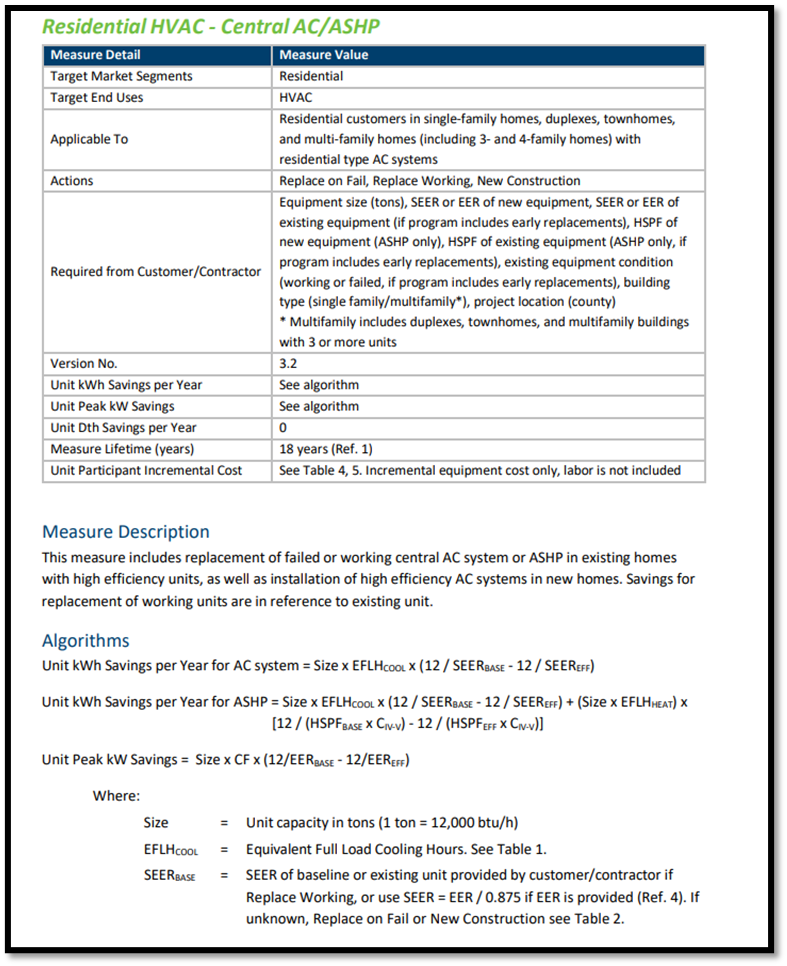 Residential HVAC - Central AC/ASHP
Measure Detail Measure Value
Target Market Segments Residential
Target End Uses HVAC
Applicable To Residential customers in single-family homes, duplexes, townhomes,
and multi-family homes (including 3- and 4-family homes) with
residential type AC systems
Actions Replace on Fail, Replace Working, New Construction
Required from Customer/Contractor Equipment size (tons), SEER or EER of new equipment, SEER or EER of
existing equipment (if program includes early replacements), HSPF of
new equipment (ASHP only), HSPF of existing equipment (ASHP only, if
program includes early replacements), existing equipment condition
(working or failed, if program includes early replacements), building
type (single family/multifamily*), project location (county)
* Multifamily includes duplexes, townhomes, and multifamily buildings
with 3 or more units
Version No. 3.2
Unit kWh Savings per Year See algorithm
Unit Peak kW Savings See algorithm
Unit Dth Savings per Year 0
Measure Lifetime (years) 18 years (Ref. 1)
Unit Participant Incremental Cost See Table 4, 5. Incremental equipment cost only, labor is not included
Measure Description
This measure includes replacement of failed or working central AC system or ASHP in existing homes
with high efficiency units, as well as installation of high efficiency AC systems in new homes. Savings for
replacement of working units are in reference to existing unit.
Algorithms
Unit kWh Savings per Year for AC system = Size x EFLHCOOL x (12 / SEERBASE - 12 / SEEREFF)
Unit kWh Savings per Year for ASHP = Size x EFLHCOOL x (12 / SEERBASE - 12 / SEEREFF) + (Size x EFLHHEAT) x
[12 / (HSPFBASE x CIV-V) - 12 / (HSPFEFF x CIV-V)]
Unit Peak kW Savings = Size x CF x (12/EERBASE - 12/EEREFF)
Where:
Size = Unit capacity in tons (1 ton = 12,000 btu/h)
EFLHCOOL = Equivalent Full Load Cooling Hours. See Table 1.
SEERBASE = SEER of baseline or existing unit provided by customer/contractor if
Replace Working, or use SEER = EER / 0.875 if EER is provided (Ref. 4). If
unknown, Replace on Fail or New Construction see Table 2.